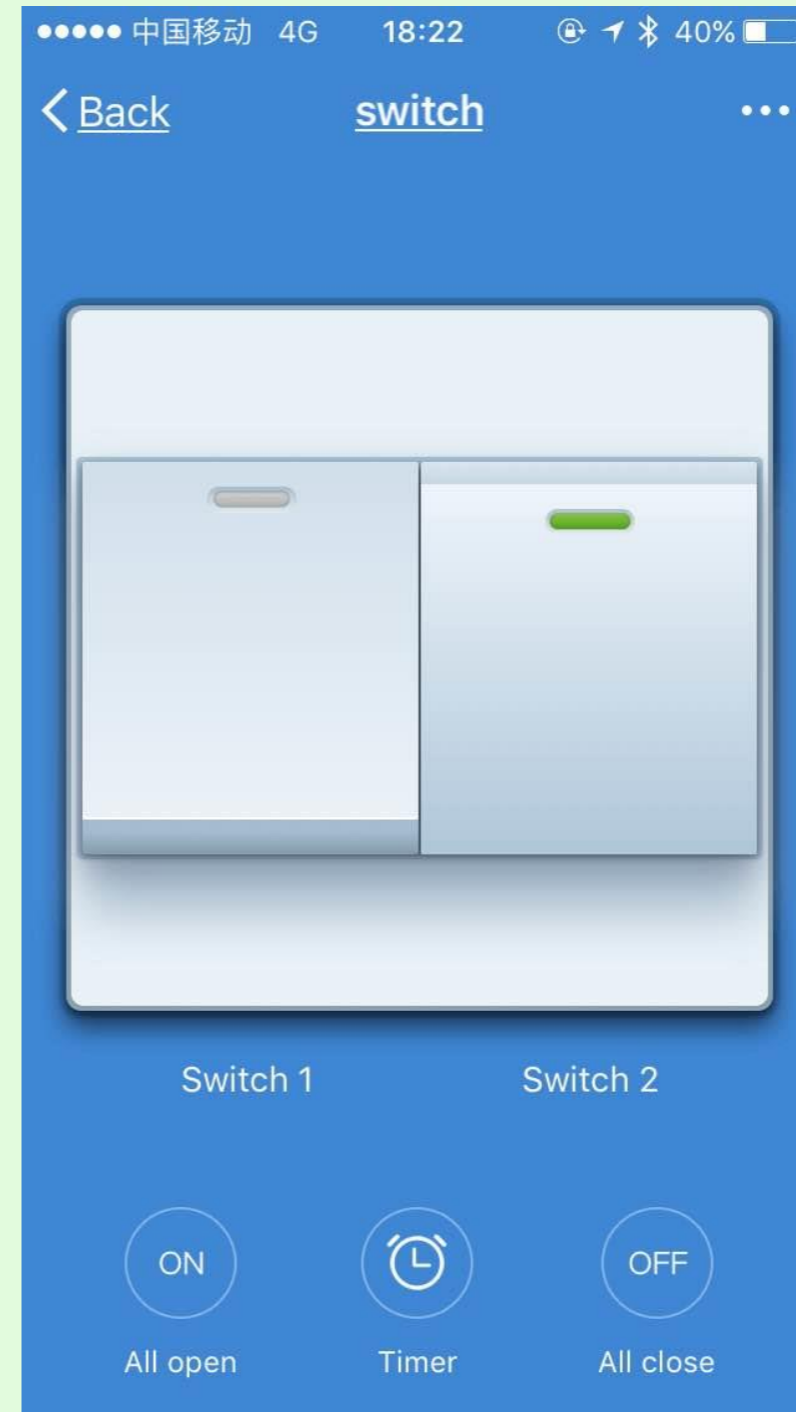 中国移动 4G 18:22 40%
Back switch
Switch 1 Switch 2
ON OFF
All open Timer All close